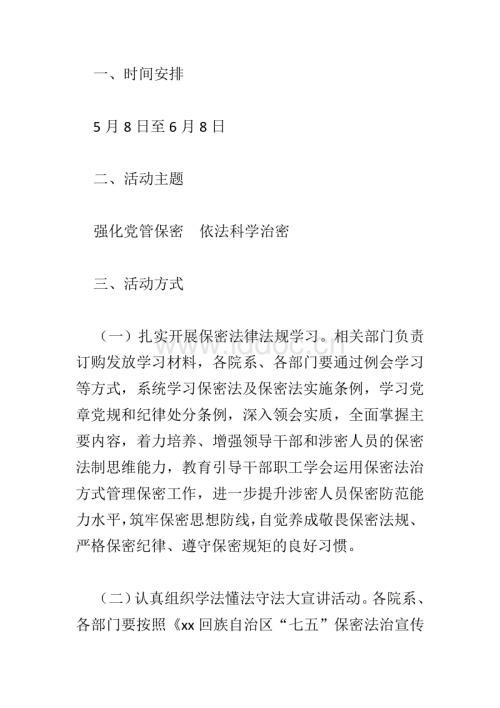 一、时间安排
5 月 8 日至 6 月 8 日
二、活动主题
强化党管保密　依法科学治密
三、活动方式
（一）扎实开展保密法律法规学习。相关部门负责
订购发放学习材料，各院系、各部门要通过例会学习
等方式，系统学习保密法及保密法实施条例，学习党
章党规和纪律处分条例，深入领会实质，全面掌握主
要内容，着力培养、增强领导干部和涉密人员的保密
法制思维能力，教育引导干部职工学会运用保密法治
方式管理保密工作，进一步提升涉密人员保密防范能
力水平，筑牢保密思想防线，自觉养成敬畏保密法规、
严格保密纪律、遵守保密规矩的良好习惯。
（二）认真组织学法懂法守法大宣讲活动。各院系、
各部门要按照《xx 回族自治区“七五”保密法治宣传